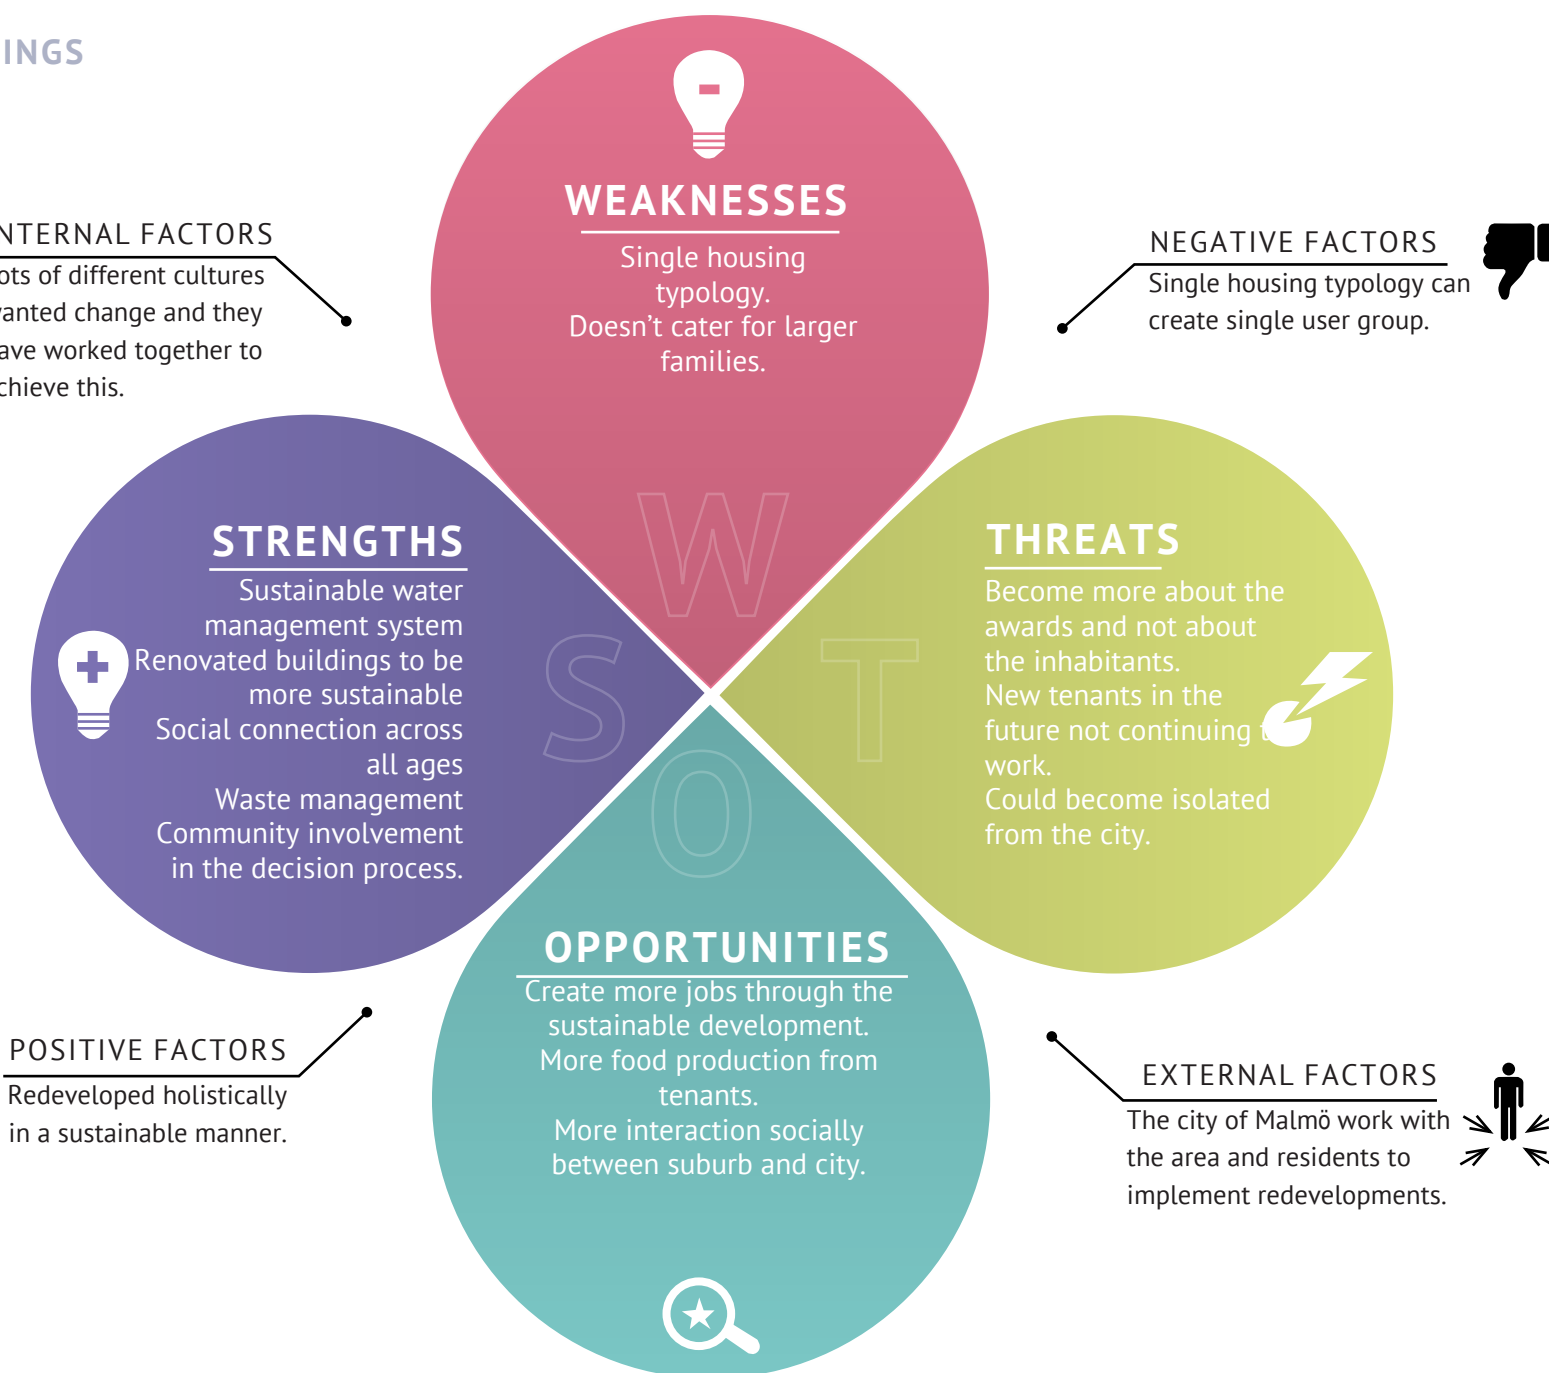 INGS
WEAKNESSES
Single housing
typology.
Doesn't cater for larger
families.
NTERNAL FACTORS
ots of different cultures
anted change and they
ave worked together to
chieve this.
NEGATIVE FACTORS
Single housing typology can
create single user group.
STRENGTHS
Sustainable water
management system
Renovated buildings to be
more sustainable
Social connection across
all ages
Waste management
Community involvement
in the decision process.
W
S
T
O
THREATS
Become more about the
awards and not about
the inhabitants.
New tenants in the
future not continuing
work.
Could become isolated
from the city.
OPPORTUNITIES
Create more jobs through the
sustainable development.
More food production from
tenants.
More interaction socially
between suburb and city.
POSITIVE FACTORS
Redeveloped holistically
in a sustainable manner.
EXTERNAL FACTORS
The city of Malmö work with
the area and residents to
implement redevelopments.